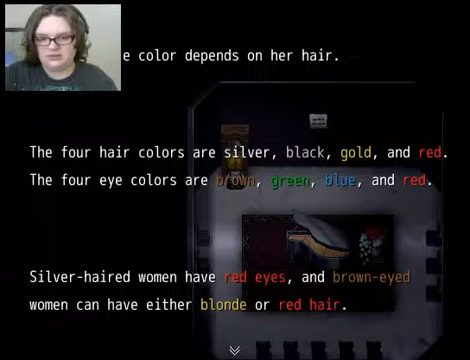 e color depends on her hair.
The four hair colors are silver, black, gold, and red.
The four eye colors are brown, green, blue, and red.
Silver-haired women have red eyes, and brown-eyed
women can have either blonde or red hair.